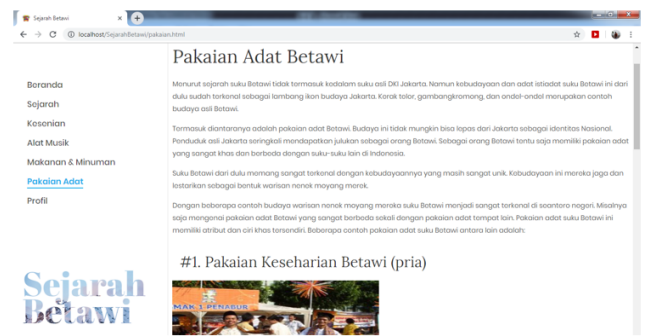 Sejarah Betawi
localhost/SejarahBetawi/pakaian.html
Pakaian Adat Betawi
Beranda
Sejarah
Kesenian
Alat Musik
Makanan & Minuman
Pakaian Adat
Profil
Sejarah
Betawi
Menurut sejarah suku Betawi tidak termasuk kedalam suku asli DKI Jakarta. Namun kebudayaan dan adat istiadat suku Betawi ini dari
dulu sudah terkenal sebagai lambang ikon budaya Jakarta. Kerak telor, gambangkromong, dan ondel-ondel merupakan contoh
budaya asli Betawi.
Termasuk diantaranya adalah pakaian adat Betawi. Budaya ini tidak mungkin bisa lepas dari Jakarta sebagai identitas Nasional.
Penduduk asli Jakarta seringkali mendapatkan julukan sebagai orang Betawi. Sebagai orang Betawi tentu saja memiliki pakaian adat
yang sangat khas dan berbeda dengan suku-suku lain di Indonesia.
Suku Betawi dari dulu memang sangat terkenal dengan kebudayaannya yang masih sangat unik. Kebudayaan ini mereka jaga dan
lestarikan sebagai bentuk warisan nenek moyang merek.
Dengan beberapa contoh budaya warisan nenek moyang mereka suku Betawi menjadi sangat terkenal di seantero negeri. Misalnya
saja mengenai pakaian adat Betawi yang sangat berbeda sekali dengan pakaian adat tempat lain. Pakaian adat suku Betawi ini
memiliki atribut dan ciri khas tersendiri. Beberapa contoh pakaian adat suku Betawi antara lain adalah:
#1. Pakaian Keseharian Betawi (pria)
PENABUR